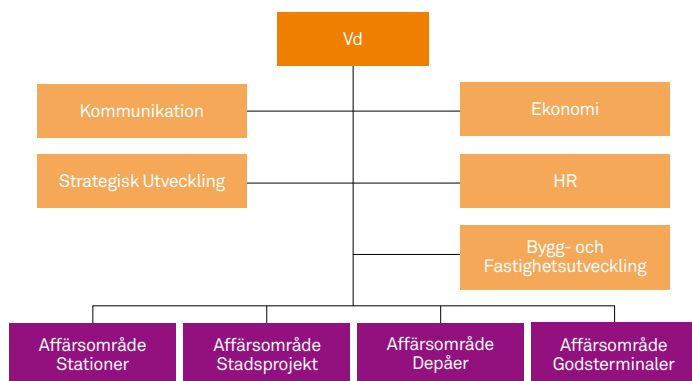 Vd
Kommunikation
Ekonomi
Strategisk Utveckling
HR
Bygg- och
Fastighetsutveckling
Affärsområde
Stationer
Affärsområde
Stadsprojekt
Affärsområde
Depåer
Affärsområde
Godsterminaler